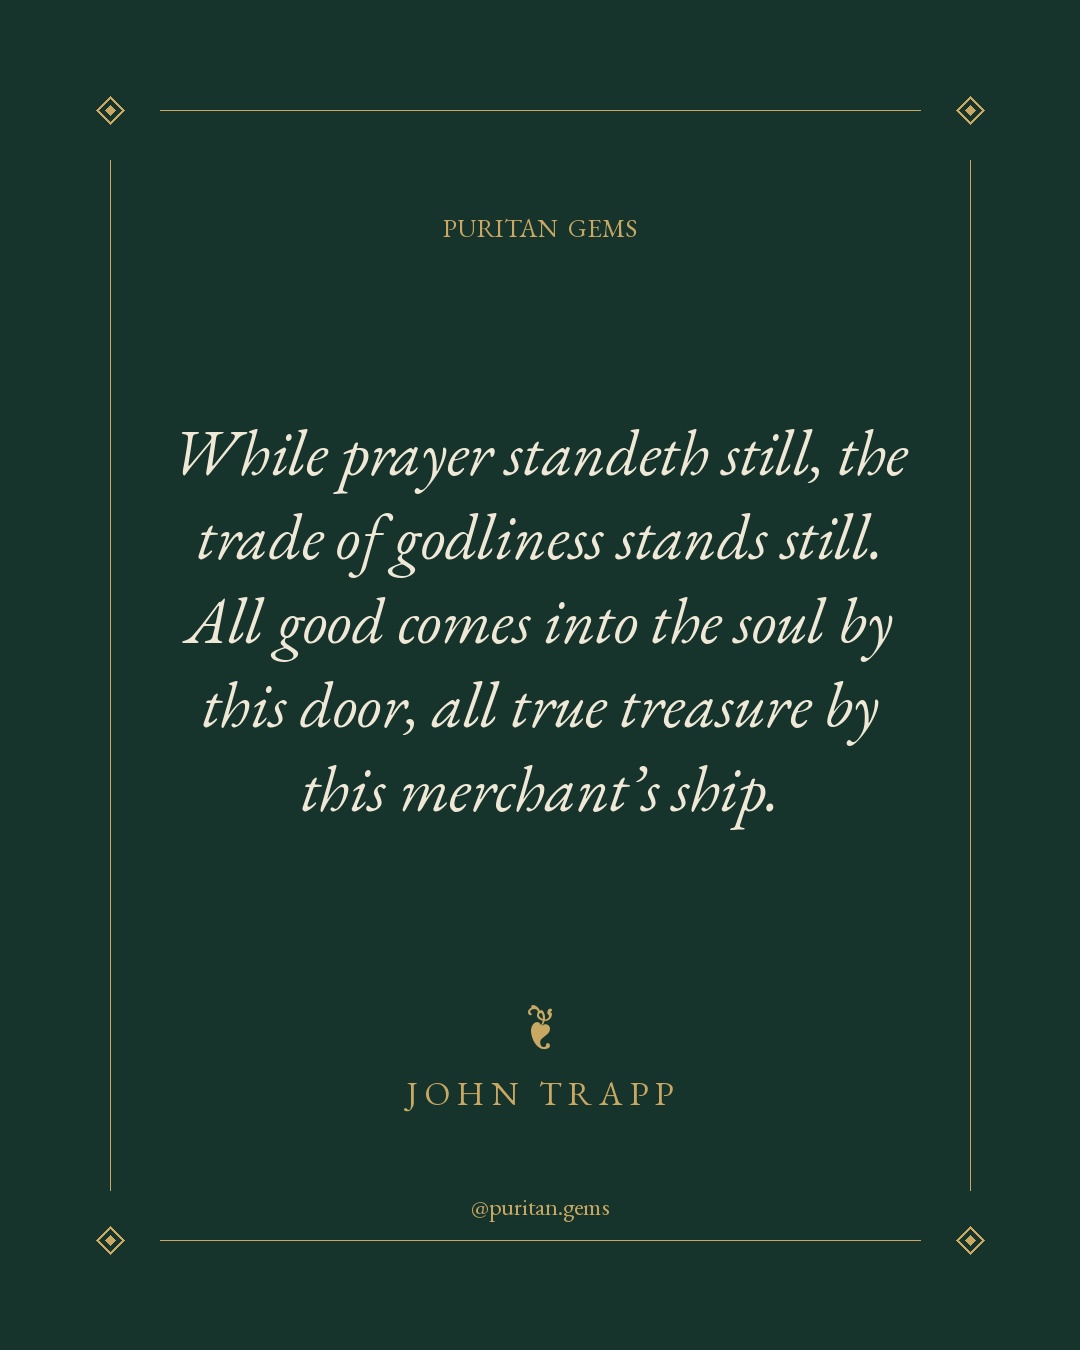 PURITAN GEMS
While prayer standeth still, the
trade of godliness stands still.
All good comes into the soul by
this door, all true treasure by
this merchant’s ship.
JOHN TRAPP
@puritan.gems